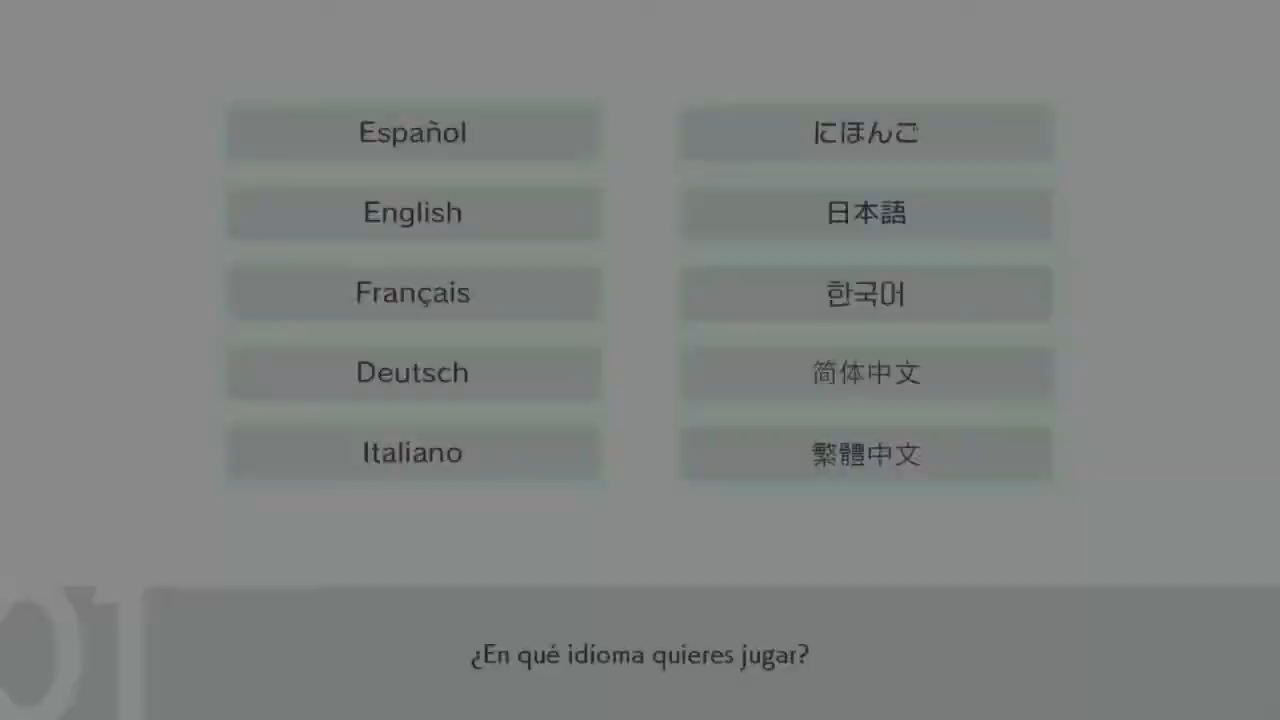 Español
English
Français
Deutsch
Italiano
にほんご
日本語
한국어
简体中文
繁體中文
01
¿En qué idioma quieres jugar?